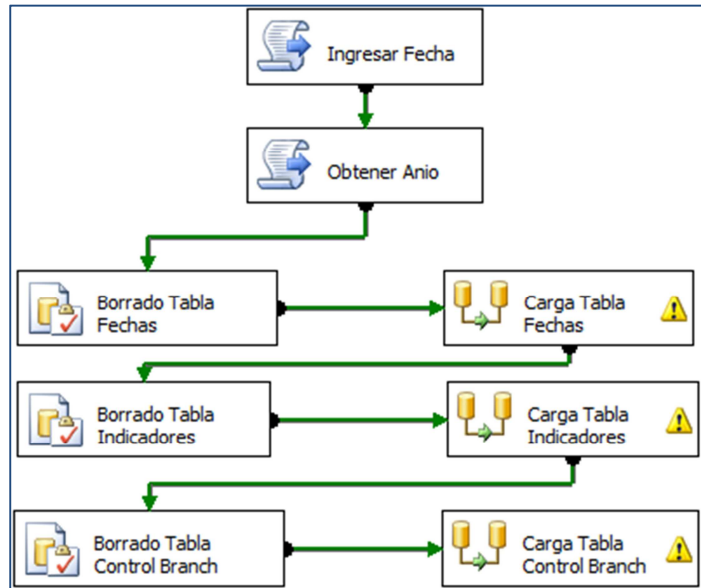 Ingresar Fecha
Obtener Anio
Borrado Tabla
Fechas
Carga Tabla
Fechas
Borrado Tabla
Indicadores
Carga Tabla
Indicadores
Borrado Tabla
Control Branch
Carga Tabla
Control Branch